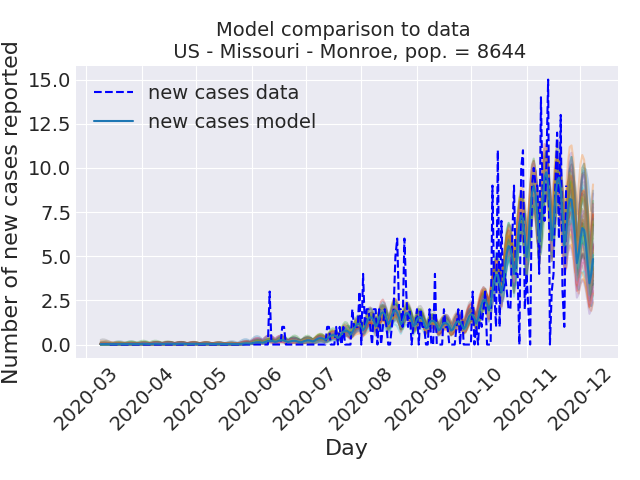 Model comparison to data
US - Missouri - Monroe, pop. = 8644
Number of new cases reported
15.0
12.5
10.0
7.5
5.0
2.5
0.0
new cases data
new cases model
2020-03
2020-04
2020-05
2020-06
2020-07
2020-08
2020-09
2020-10
2020-11
2020-12
Day